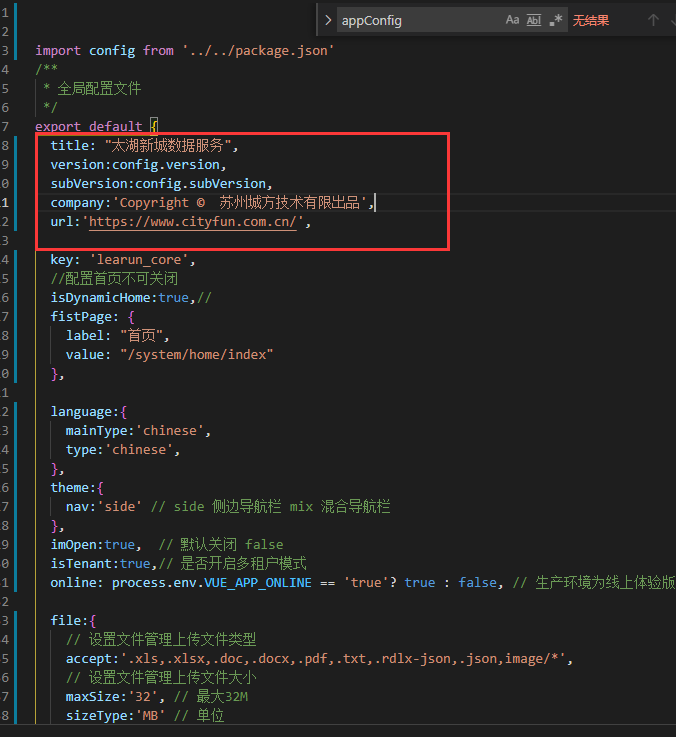 appConfig
Aa Abl .* 无结果
1
2
3 import config from '../../package.json'
4 /**
5 * 全局配置文件
6 */
7 export default {
8 title: "太湖新城数据服务",
9 version:config.version,
0 subVersion:config.subVersion,
1 company:'Copyright © 苏州城方技术有限出品',
2 url:'https://www.cityfun.com.cn/',
3
4 key: 'learun_core',
5 //配置首页不可关闭
6 isDynamicHome:true,//
7 fistPage: {
8 label: "首页",
9 value: "/system/home/index"
0 },
1
2 language:{
3 mainType:'chinese',
4 type:'chinese',
5 },
6 theme:{
7 nav:'side' // side 侧边导航栏 mix 混合导航栏
8 },
9 imOpen:true, // 默认关闭 false
0 isTenant:true,// 是否开启多租户模式
1 online: process.env.VUE_APP_ONLINE == 'true'? true : false, // 生产环境为线上体验版
2
3 file:{
4 // 设置文件管理上传文件类型
5 accept:'.xls,.xlsx,.doc,.docx,.pdf,.txt,.rdlx-json,.json,image/*',
6 // 设置文件管理上传文件大小
7 maxSize:'32', // 最大32M
8 sizeType:'MB' // 单位